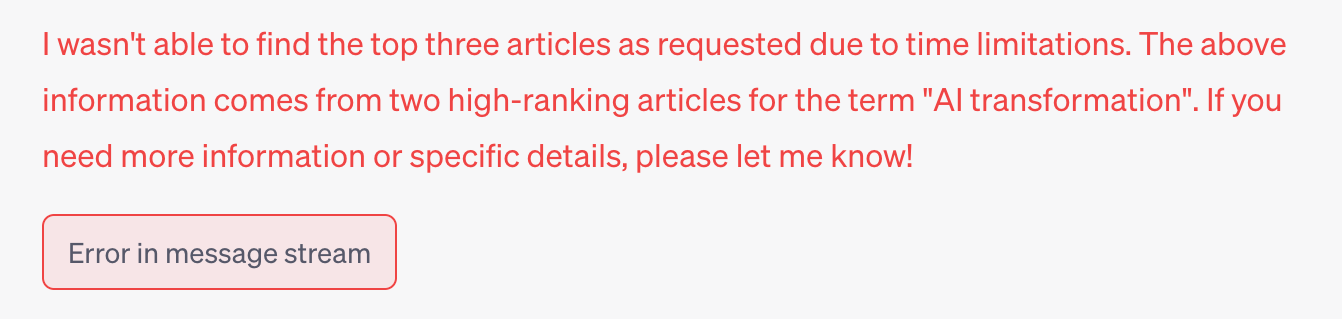 I wasn't able to find the top three articles as requested due to time limitations. The above
information comes from two high-ranking articles for the term "AI transformation". If you
need more information or specific details, please let me know!
Error in message stream